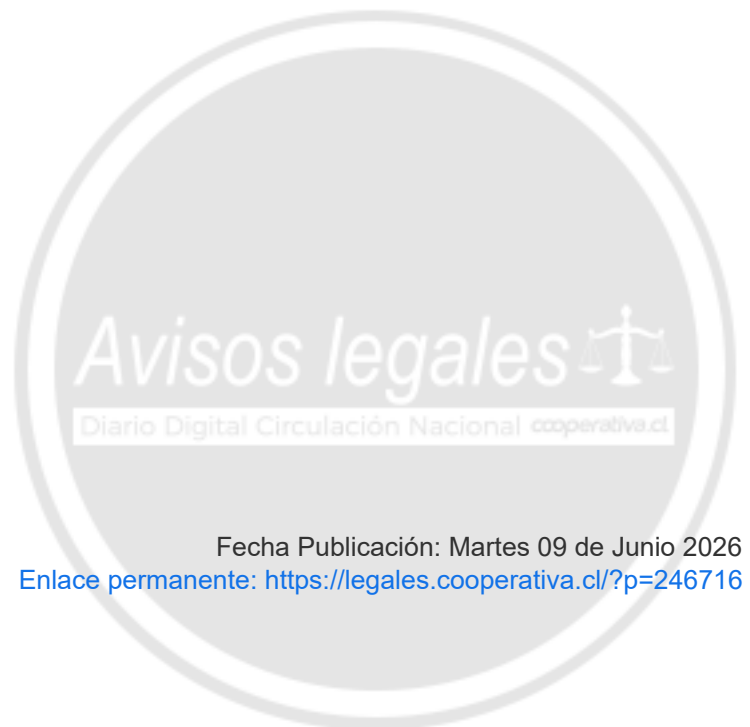 Avisos legales
Diario Digital Circulación Nacional cooperativa.cl
Fecha Publicación: Martes 09 de Junio 2026
Enlace permanente: https://legales.cooperativa.cl/?p=246716